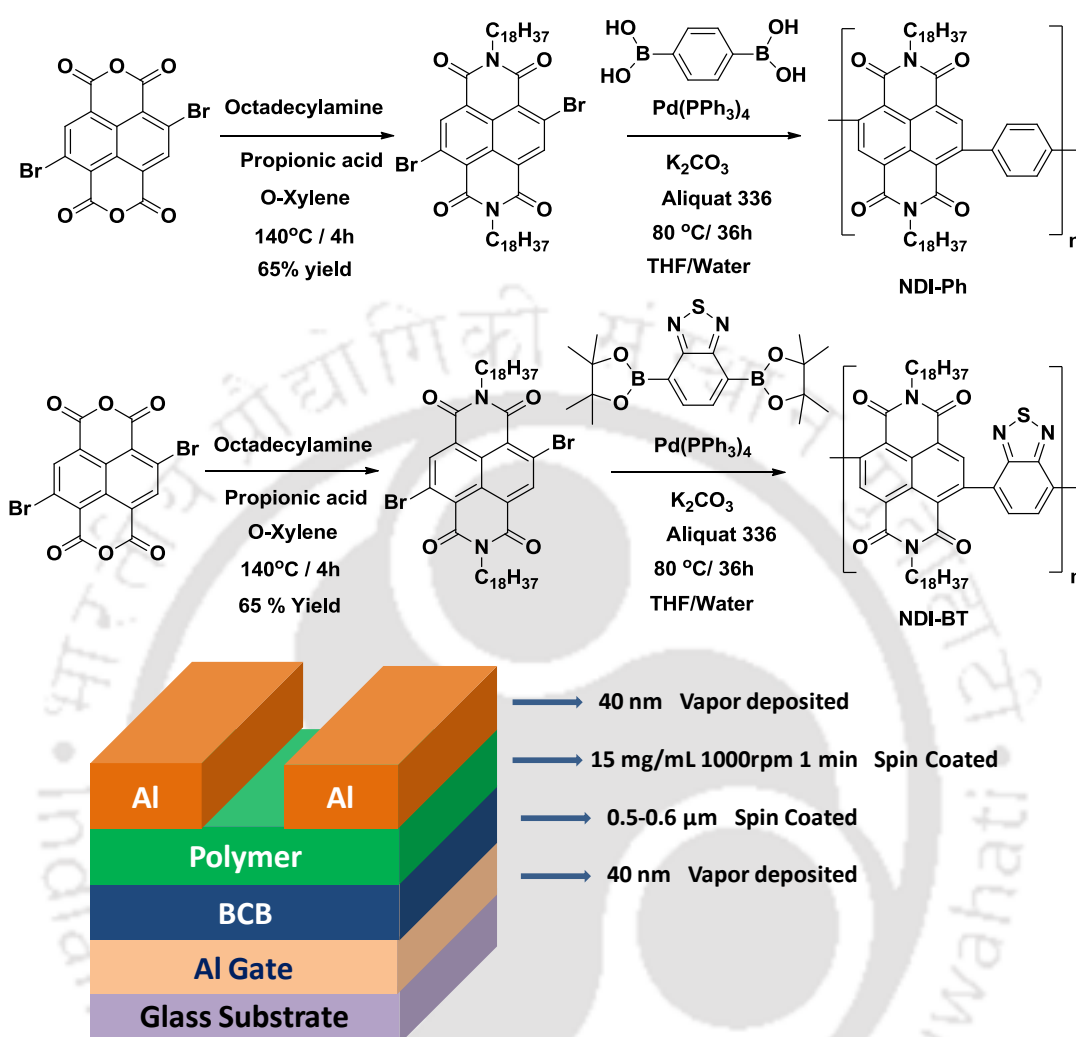 C18H37
HO
OH
B
B
HO
OH
C18H37
O N O
O O O
Br
Br
O O O
Octadecylamine
Propionic acid
O-Xylene
140°C / 4h
65% yield
Br
Br
O N O
C18H37
Pd(PPh3)4
K2CO3
Aliquat 336
80 °C/ 36h
THF/Water
O N O
O N O
C18H37
n
NDI-Ph
S
N N
O O
B B
O O
C18H37
O N O
C18H37
O N O
S
N N
O O O
Br
Br
O O O
Octadecylamine
Propionic acid
O-Xylene
140°C / 4h
65 % Yield
Br
Br
O N O
C18H37
Pd(PPh3)4
K2CO3
Aliquat 336
80 °C/ 36h
THF/Water
O N O
C18H37
n
NDI-BT
40 nm Vapor deposited
15 mg/mL 1000rpm 1 min Spin Coated
0.5-0.6 µm Spin Coated
40 nm Vapor deposited
Al
Al
Polymer
BCB
Al Gate
Glass Substrate
wahati